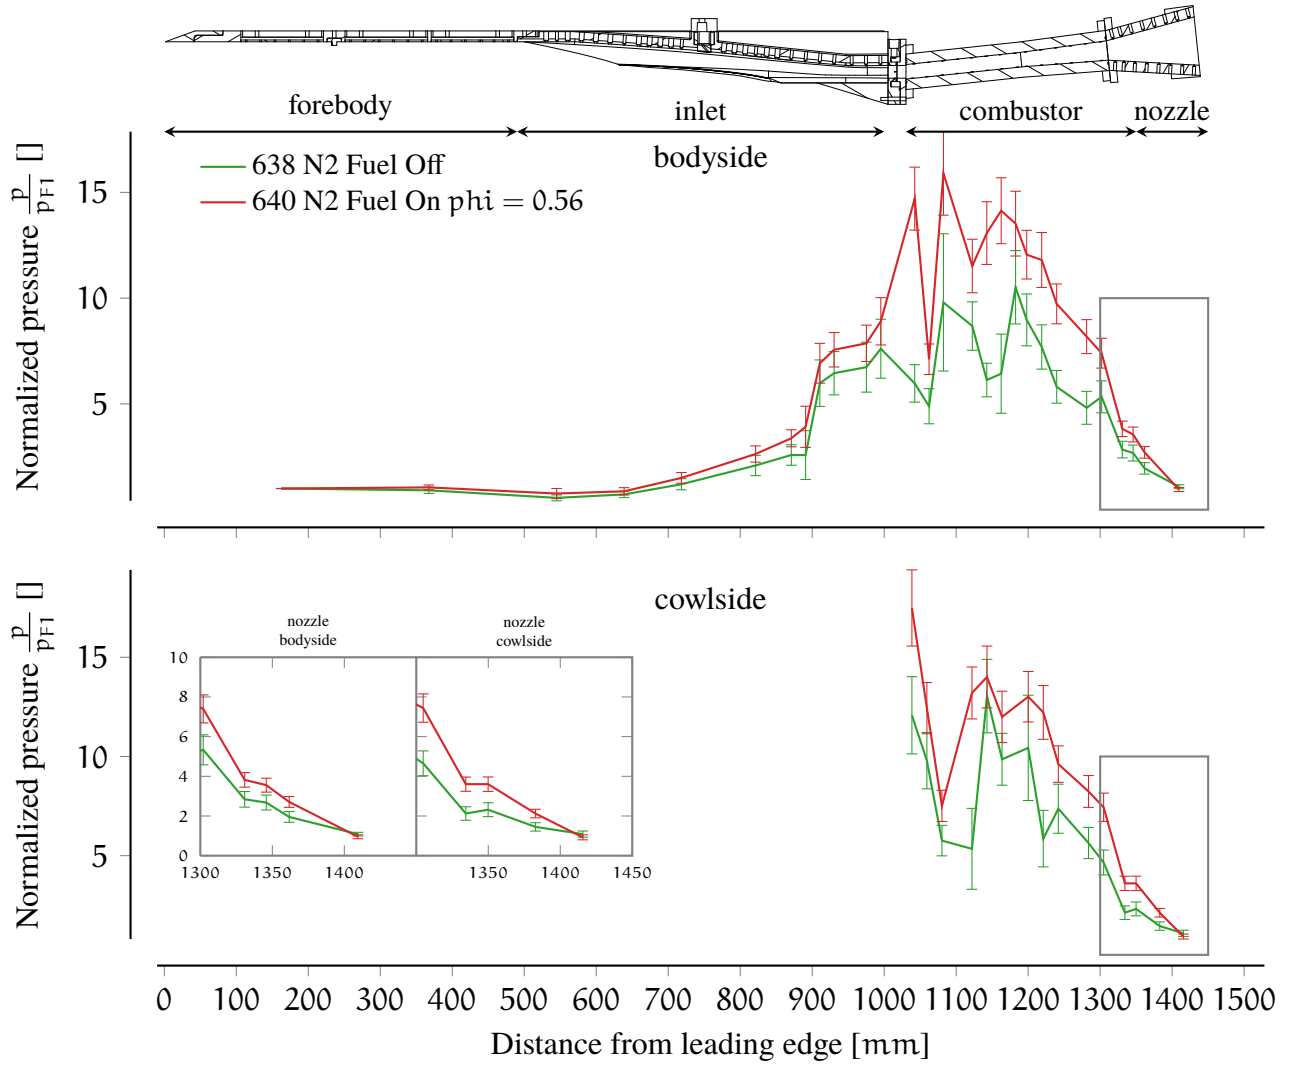 forebody
inlet
combustor
nozzle
bodyside
638 N2 Fuel Off
640 N2 Fuel On phi = 0.56
Normalized pressure p/pF1 []
15
10
5
cowlside
Normalized pressure p/pF1 []
15
10
5
nozzle
bodyside
nozzle
cowlside
10
8
6
4
2
0
1300 1350 1400
1350 1400 1450
0 100 200 300 400 500 600 700 800 900 1000 1100 1200 1300 1400 1500
Distance from leading edge [mm]